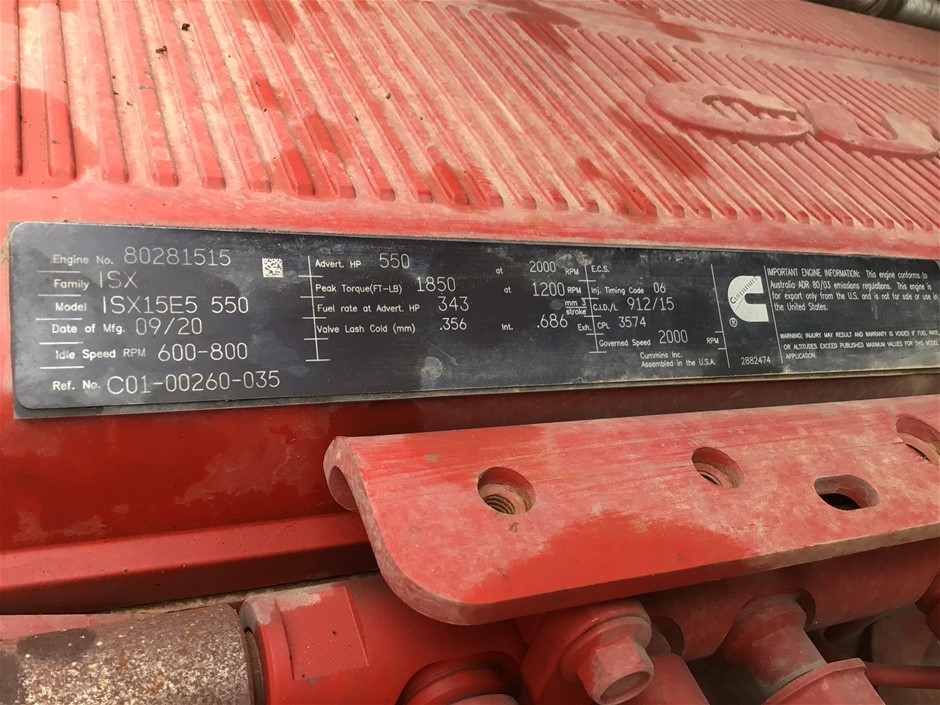 Engine No. 80281515
Family ISX
Model ISX15E5 550
Date of Mfg. 09/20
Idle Speed RPM 600-800
Ref. No. C01-00260-035
Advert. HP 550 at 2000 RPM
Peak Torque(FT-LB) 1850 at 1200 RPM
Fuel rate at Advert. HP 343 mm 3 stroke
Valve Lash Cold (mm) .356 Int. .686 Exh.
E.C.S.
Inj. Timing Code 06
C.I.D./L 912/15
CPL 3574
Governed Speed 2000 RPM
Cummins Inc.
Assembled in the U.S.A.
Cummins
®
2882474
IMPORTANT ENGINE INFORMATION: This engine conforms to
Australia ADR 80/03 emissions regulations. This engine is
for export only from the U.S. and is not for sale or use in
the United States.
WARNING: INJURY MAY RESULT AND WARRANTY IS VOIDED IF FUEL RATE,
OR ALTITUDES EXCEED PUBLISHED MAXIMUM VALUES FOR THIS MODEL
APPLICATION.